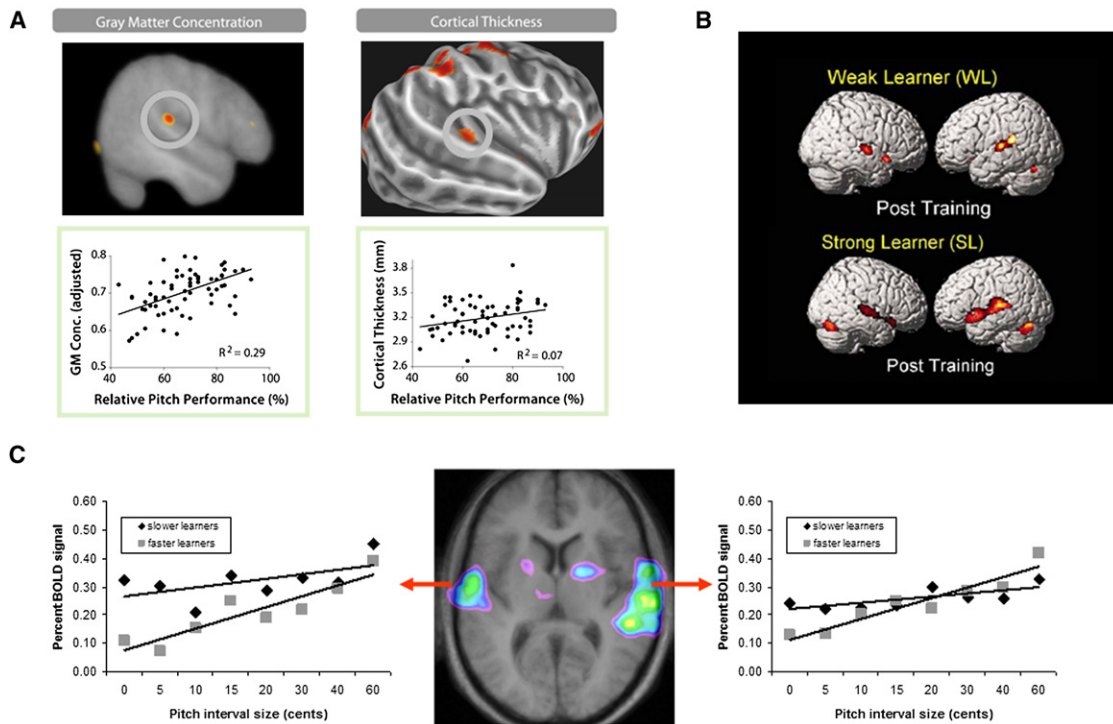 A
Gray Matter Concentration
Cortical Thickness
0.8
0.7
0.6
0.5
GM Conc. (adjusted)
R² = 0.29
40 60 80 100
Relative Pitch Performance (%)
3.8
3.4
3.0
2.6
Cortical Thickness (mm)
R² = 0.07
40 60 80 100
Relative Pitch Performance (%)
B
Weak Learner (WL)
Post Training
Strong Learner (SL)
Post Training
C
0.60
0.50
0.40
0.30
0.20
0.10
0.00
Percent BOLD signal
slower learners
faster learners
0 5 10 15 20 30 40 60
Pitch interval size (cents)
0.60
0.50
0.40
0.30
0.20
0.10
0.00
Percent BOLD signal
slower learners
faster learners
0 5 10 15 20 30 40 60
Pitch interval size (cents)